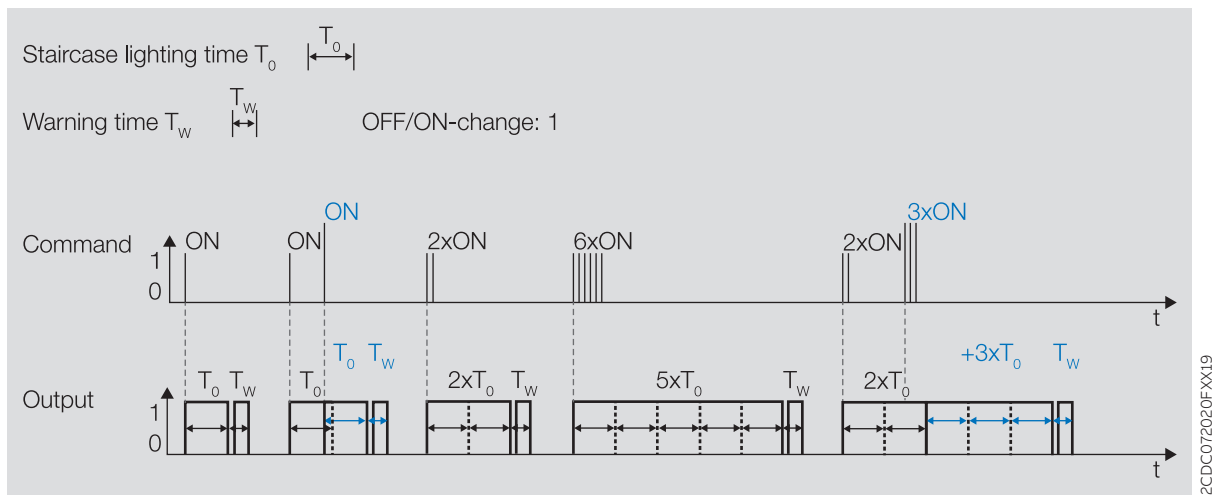 Staircase lighting time T0 T0
Warning time TW TW OFF/ON-change: 1
ON 3xON
Command ON ON 2xON 6xON 2xON
1
0
t
T0 TW +3xT0 TW
T0 TW T0 2xT0 TW 5xT0 TW 2xT0
Output
1
0
t
2CDC072020FXX19